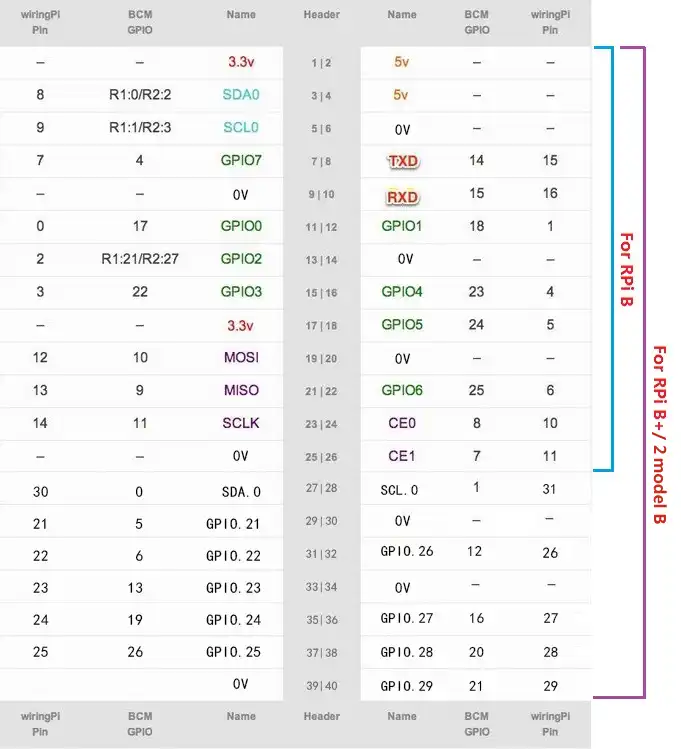 wiringPi Pin BCM GPIO Name Header Name BCM GPIO wiringPi Pin
– – 3.3v 1|2 5v – –
8 R1:0/R2:2 SDA0 3|4 5v – –
9 R1:1/R2:3 SCL0 5|6 0V – –
7 4 GPIO7 7|8 TXD 14 15
– – 0V 9|10 RXD 15 16
0 17 GPIO0 11|12 GPIO1 18 1
2 R1:21/R2:27 GPIO2 13|14 0V – –
3 22 GPIO3 15|16 GPIO4 23 4
– – 3.3v 17|18 GPIO5 24 5
12 10 MOSI 19|20 0V – –
13 9 MISO 21|22 GPIO6 25 6
14 11 SCLK 23|24 CE0 8 10
– – 0V 25|26 CE1 7 11
30 0 SDA.0 27|28 SCL.0 1 31
21 5 GPIO.21 29|30 0V – –
22 6 GPIO.22 31|32 GPIO.26 12 26
23 13 GPIO.23 33|34 0V – –
24 19 GPIO.24 35|36 GPIO.27 16 27
25 26 GPIO.25 37|38 GPIO.28 20 28
0V 39|40 GPIO.29 21 29
wiringPi Pin BCM GPIO Name Header Name BCM GPIO wiringPi Pin
For RPi B
For RPi B+/ 2 model B